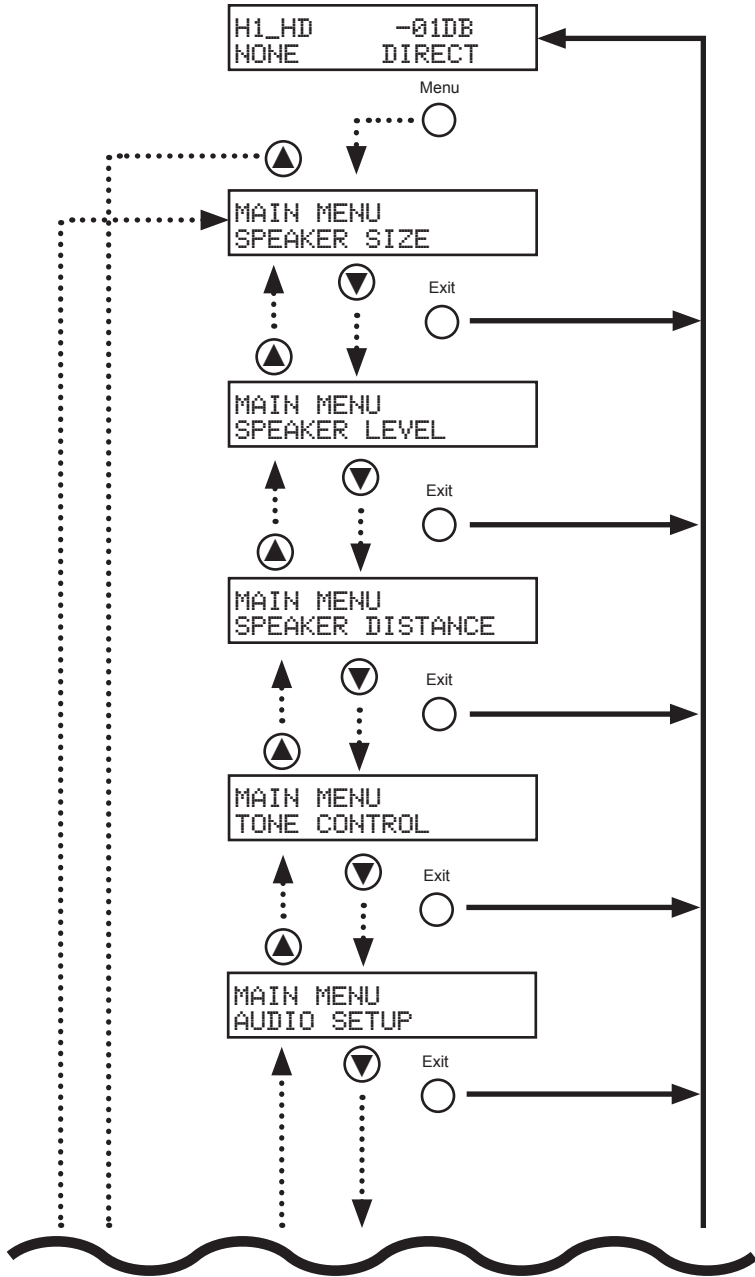 H1_HD -01DB
NONE DIRECT
Menu
MAIN MENU
SPEAKER SIZE
Exit
MAIN MENU
SPEAKER LEVEL
Exit
MAIN MENU
SPEAKER DISTANCE
Exit
MAIN MENU
TONE CONTROL
Exit
MAIN MENU
AUDIO SETUP
Exit